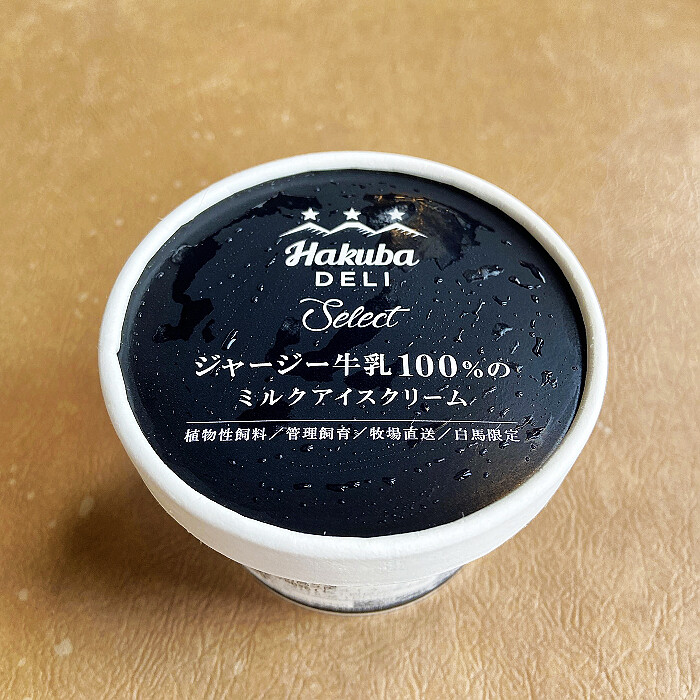 Hakuba
DELI
Select
ジャージー牛乳100%の
ミルクアイスクリーム
植物性飼料/管理飼育/牧場直送/白馬限定